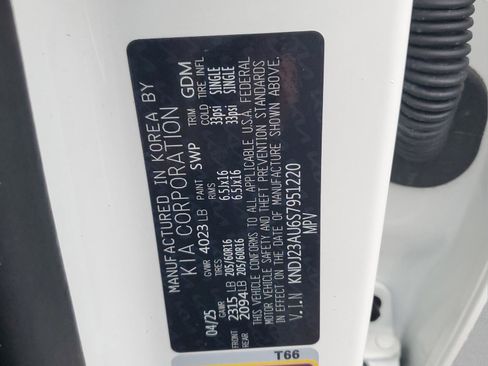 MANUFACTURED IN KOREA BY
KIA CORPORATION
04/25 GVWR 4023 LB PAINT SWP TRIM GDM
GAWR TIRES RIMS COLD TIRE INFL
FRONT 2315 LB 205/60R16 6.5Jx16 33psi SINGLE
REAR 2094 LB 205/60R16 6.5Jx16 33psi SINGLE
THIS VEHICLE CONFORMS TO ALL APPLICABLE U.S.A. FEDERAL
MOTOR VEHICLE SAFETY AND THEFT PREVENTION STANDARDS
IN EFFECT ON THE DATE OF MANUFACTURE SHOWN ABOVE.
V.I.N KNDJ23AU6S7951220
MPV
T66